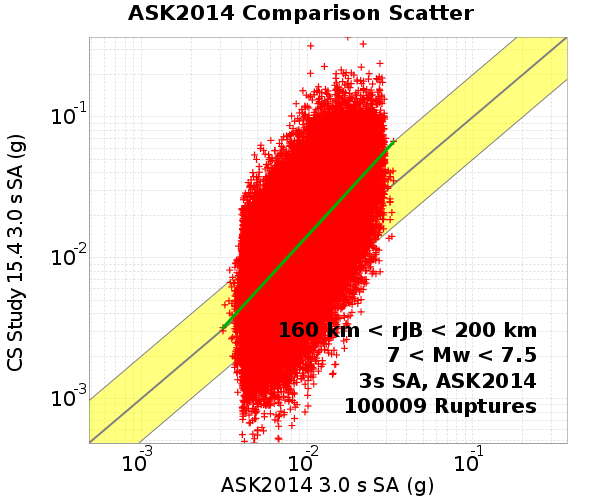 ASK2014 Comparison Scatter
CS Study 15.4 3.0 s SA (g)
10-1
10-2
10-3
160 km < rJB < 200 km
7 < Mw < 7.5
3s SA, ASK2014
100009 Ruptures
10-3 10-2 10-1
ASK2014 3.0 s SA (g)